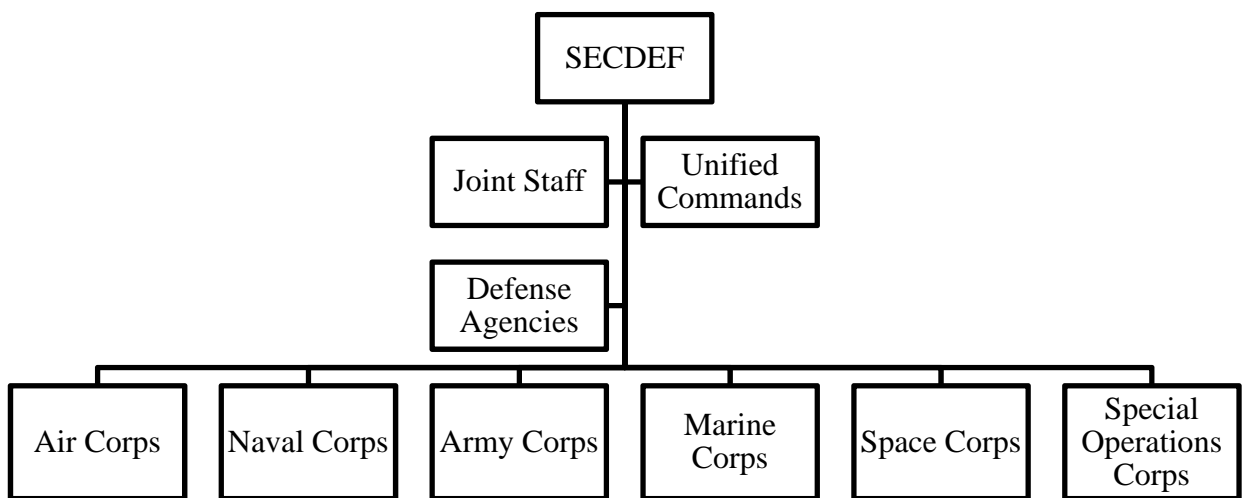 SECDEF
Joint Staff
Unified
Commands
Defense
Agencies
Air Corps
Naval Corps
Army Corps
Marine
Corps
Space Corps
Special
Operations
Corps